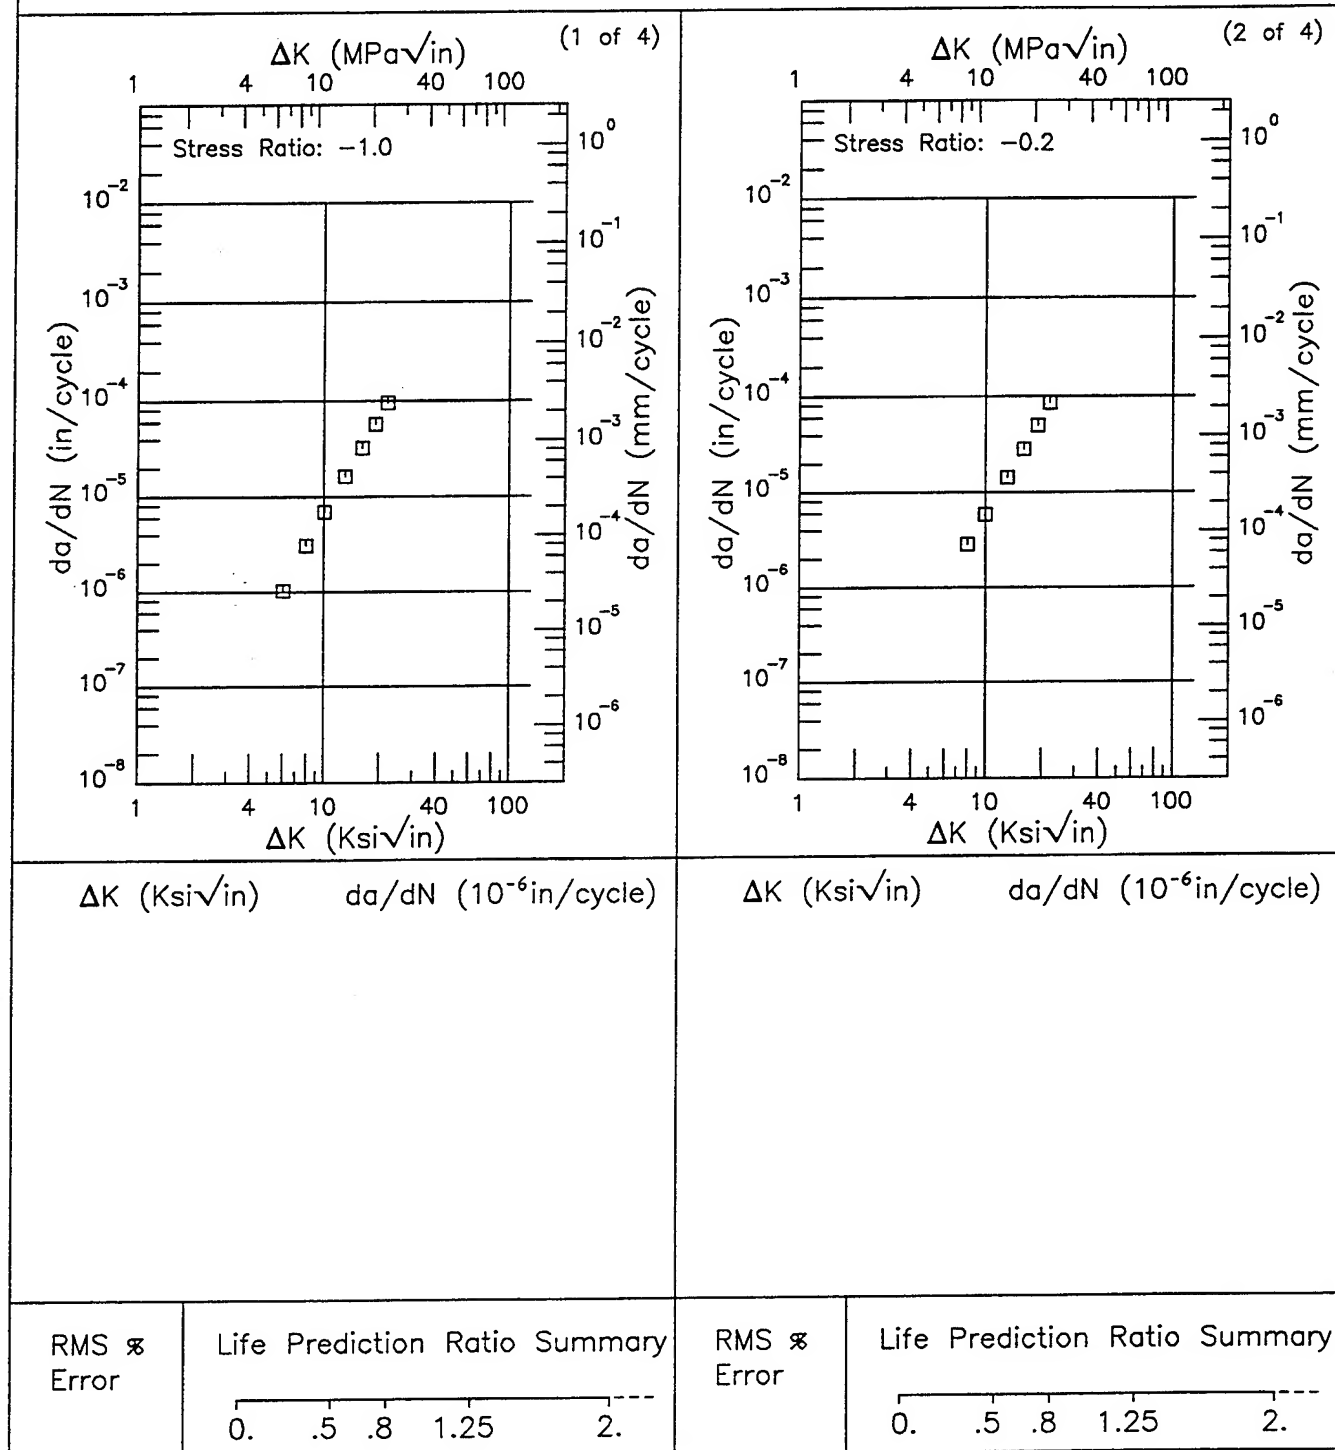 (1 of 4)
ΔK (MPa√in)
1 4 10 40 100
Stress Ratio: −1.0
10⁰
10⁻¹
10⁻²
10⁻³
10⁻⁴
10⁻⁵
10⁻⁶
da/dN (mm/cycle)
10⁻²
10⁻³
10⁻⁴
10⁻⁵
10⁻⁶
10⁻⁷
10⁻⁸
da/dN (in/cycle)
1 4 10 40 100
ΔK (Ksi√in)
(2 of 4)
ΔK (MPa√in)
1 4 10 40 100
Stress Ratio: −0.2
10⁰
10⁻¹
10⁻²
10⁻³
10⁻⁴
10⁻⁵
10⁻⁶
da/dN (mm/cycle)
10⁻²
10⁻³
10⁻⁴
10⁻⁵
10⁻⁶
10⁻⁷
10⁻⁸
da/dN (in/cycle)
1 4 10 40 100
ΔK (Ksi√in)
ΔK (Ksi√in) da/dN (10⁻⁶in/cycle)
ΔK (Ksi√in) da/dN (10⁻⁶in/cycle)
RMS %
Error
Life Prediction Ratio Summary
0. .5 .8 1.25 2.
RMS %
Error
Life Prediction Ratio Summary
0. .5 .8 1.25 2.